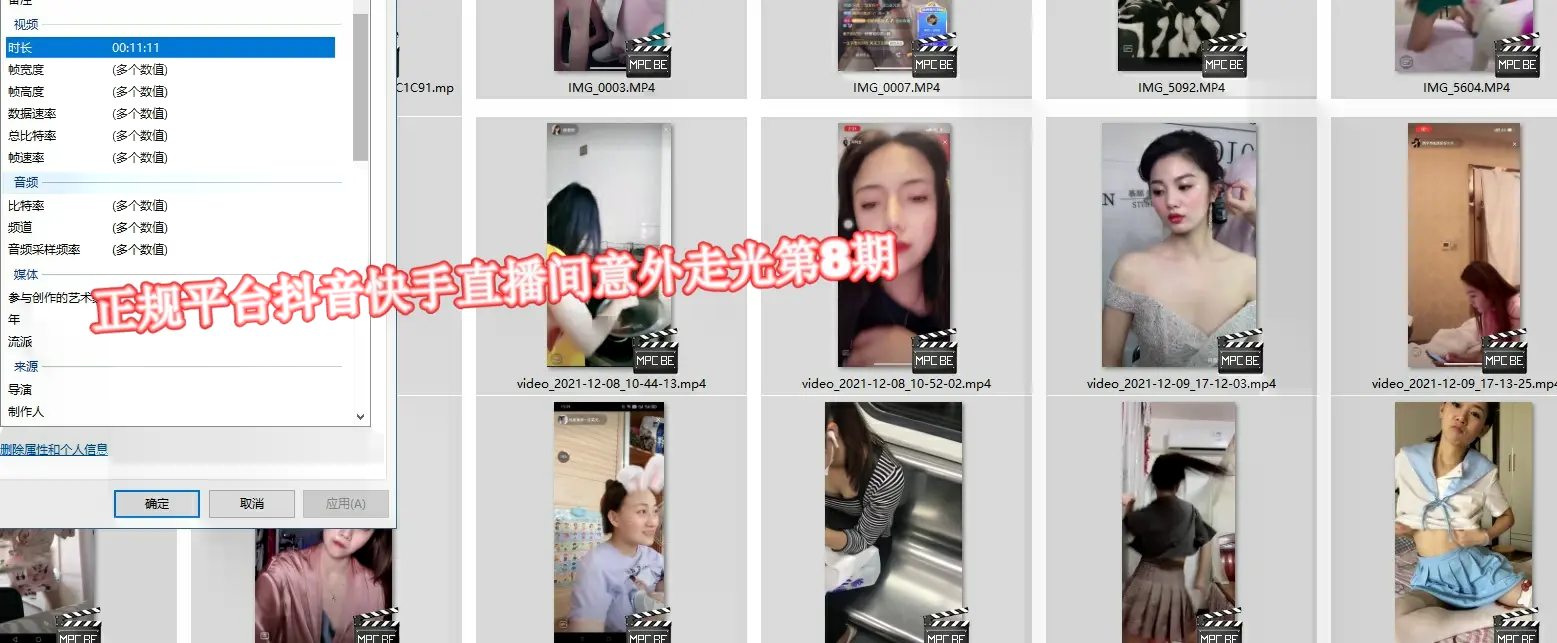 视频
时长 00:11:11
帧宽度 (多个数值)
帧高度 (多个数值)
数据速率 (多个数值)
总比特率 (多个数值)
帧速率 (多个数值)
音频
比特率 (多个数值)
频道 (多个数值)
音频采样频率 (多个数值)
媒体
参与创作的艺术
年
流派
来源
导演
制作人
删除属性和个人信息
确定 取消 应用(A)
正规平台抖音快手直播间意外走光第8期
C1C91.mp
IMG_0003.MP4
IMG_0007.MP4
IMG_5092.MP4
IMG_5604.MP4
MPC BE
MPC BE
MPC BE
MPC BE
video_2021-12-08_10-44-13.mp4
video_2021-12-08_10-52-02.mp4
video_2021-12-09_17-12-03.mp4
video_2021-12-09_17-13-25.mp4
MPC BE
MPC BE
MPC BE
MPC BE
MPC BE
MPC BE
MPC BE
MPC BE
MPC BE
MPC BE